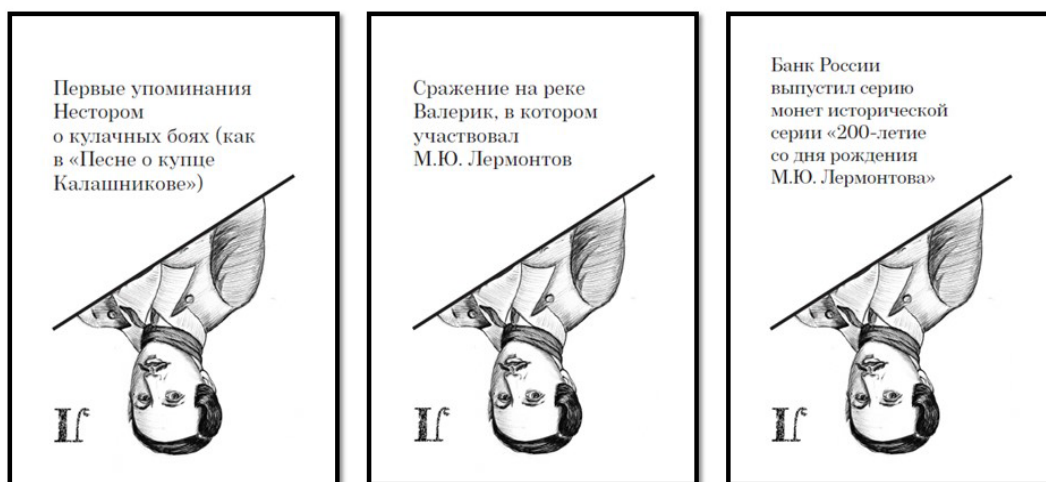 Первые упоминания
Нестором
о кулачных боях (как
в «Песне о купце
Калашникове»)
Сражение на реке
Валерик, в котором
участвовал
М.Ю. Лермонтов
Банк России
выпустил серию
монет исторической
серии «200-летие
со дня рождения
М.Ю. Лермонтова»